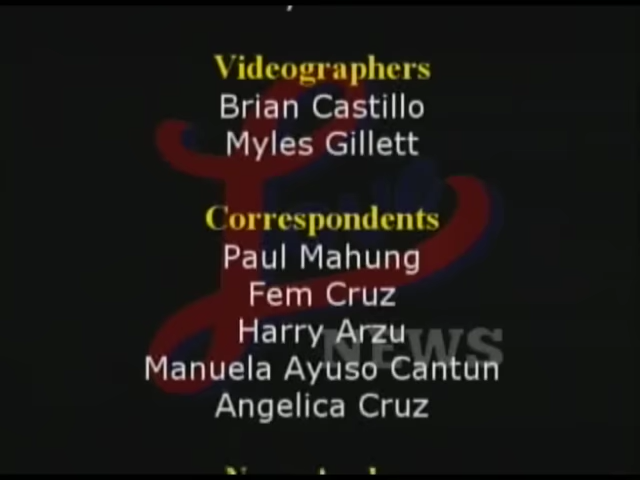 Videographers
Brian Castillo
Myles Gillett
Correspondents
Paul Mahung
Fem Cruz
Harry Arzu
NEWS
Manuela Ayuso Cantun
Angelica Cruz